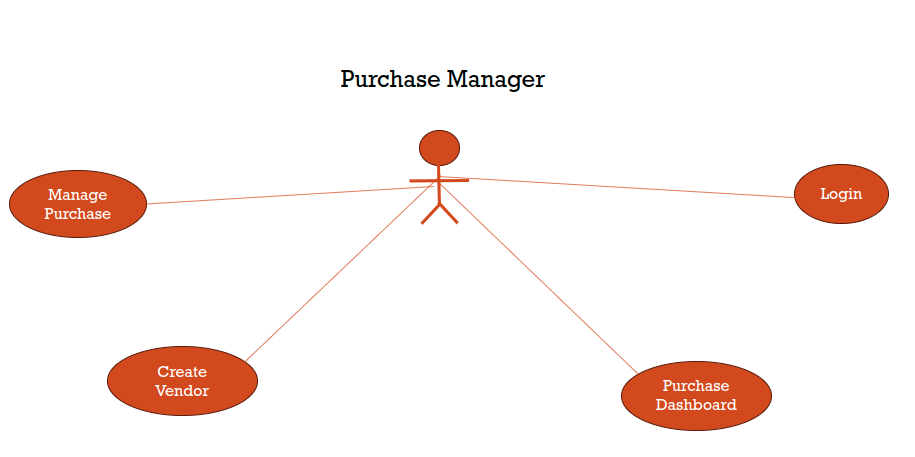 Purchase Manager
Manage
Purchase
Login
Create
Vendor
Purchase
Dashboard